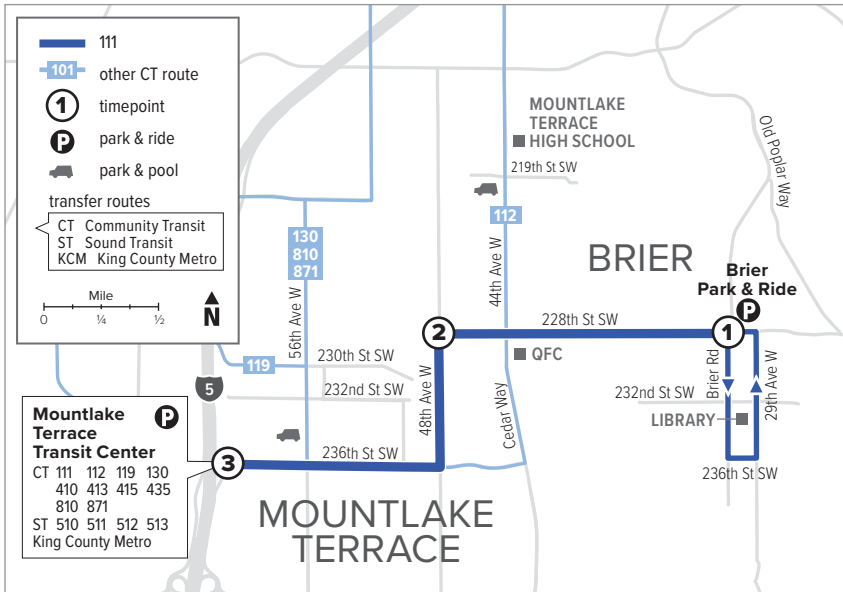 111
101
other CT route
1
timepoint
P
park & ride
park & pool
transfer routes
CT Community Transit
ST Sound Transit
KCM King County Metro
Mile
0 ¼ ½
N
MOUNTLAKE
TERRACE
HIGH SCHOOL
219th St SW
Old Poplar Way
112
130
810
871
44th Ave W
56th Ave W
BRIER
Brier
Park & Ride
P
2
228th St SW
1
QFC
230th St SW
119
5
232nd St SW
48th Ave W
Cedar Way
Brier Rd
29th Ave W
232nd St SW
LIBRARY
236th St SW
Mountlake
Terrace
Transit Center
P
CT 111 112 119 130
410 413 415 435
810 871
ST 510 511 512 513
King County Metro
3
236th St SW
MOUNTLAKE
TERRACE